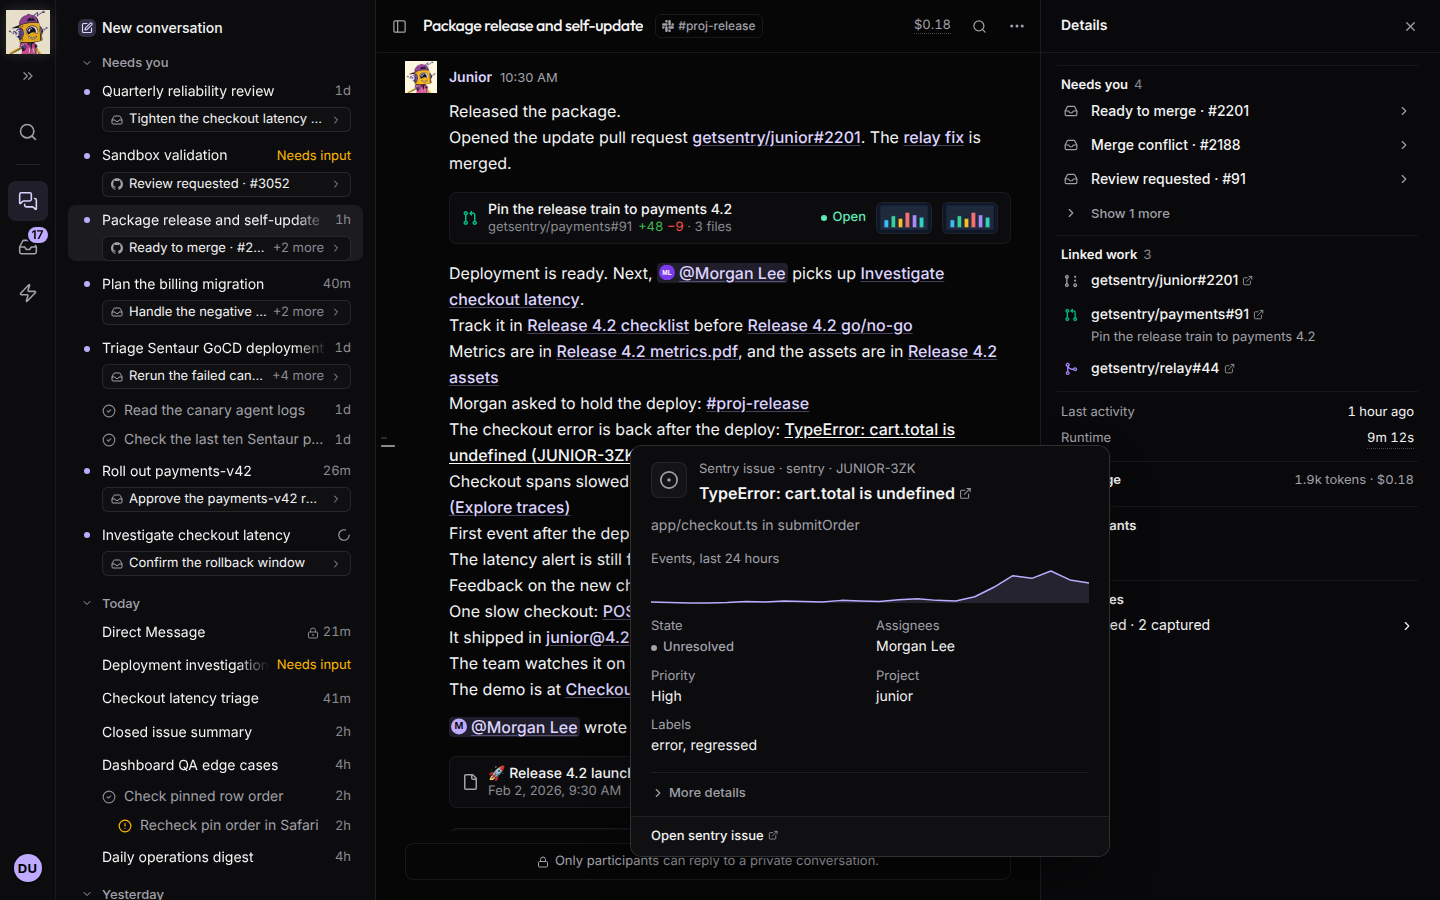 New conversation
Needs you
Quarterly reliability review 1d
Tighten the checkout latency ...
Sandbox validation Needs input
Review requested · #3052
Package release and self-update 1h
Ready to merge · #2... +2 more
Plan the billing migration 40m
Handle the negative ... +2 more
Triage Sentaur GoCD deployment 1d
Rerun the failed can... +4 more
Read the canary agent logs 1d
Check the last ten Sentaur p... 1d
Roll out payments-v42 26m
Approve the payments-v42 r...
Investigate checkout latency
Confirm the rollback window
Today
Direct Message 21m
Deployment investigation Needs input
Checkout latency triage 41m
Closed issue summary 2h
Dashboard QA edge cases 4h
Check pinned row order 2h
Recheck pin order in Safari 2h
Daily operations digest 4h
Yesterday
17
DU
Package release and self-update #proj-release $0.18
Junior 10:30 AM
Released the package.
Opened the update pull request getsentry/junior#2201. The relay fix is
merged.
Pin the release train to payments 4.2
getsentry/payments#91 +48 −9 · 3 files
Open
Deployment is ready. Next, ML @Morgan Lee picks up Investigate
checkout latency.
Track it in Release 4.2 checklist before Release 4.2 go/no-go
Metrics are in Release 4.2 metrics.pdf, and the assets are in Release 4.2
assets
Morgan asked to hold the deploy: #proj-release
The checkout error is back after the deploy: TypeError: cart.total is
undefined (JUNIOR-3ZK
Checkout spans slowed
(Explore traces)
First event after the dep
The latency alert is still f
Feedback on the new ch
One slow checkout: POS
It shipped in junior@4.2
The team watches it on
The demo is at Checkou
M @Morgan Lee wrote
🚀 Release 4.2 launch
Feb 2, 2026, 9:30 AM
Only participants can reply to a private conversation.
Sentry issue · sentry · JUNIOR-3ZK
TypeError: cart.total is undefined
app/checkout.ts in submitOrder
Events, last 24 hours
State Assignees
Unresolved Morgan Lee
Priority Project
High junior
Labels
error, regressed
More details
Open sentry issue
Details
Needs you 4
Ready to merge · #2201
Merge conflict · #2188
Review requested · #91
Show 1 more
Linked work 3
getsentry/junior#2201
getsentry/payments#91
Pin the release train to payments 4.2
getsentry/relay#44
Last activity 1 hour ago
Runtime 9m 12s
ge 1.9k tokens · $0.18
ants
es
ed · 2 captured